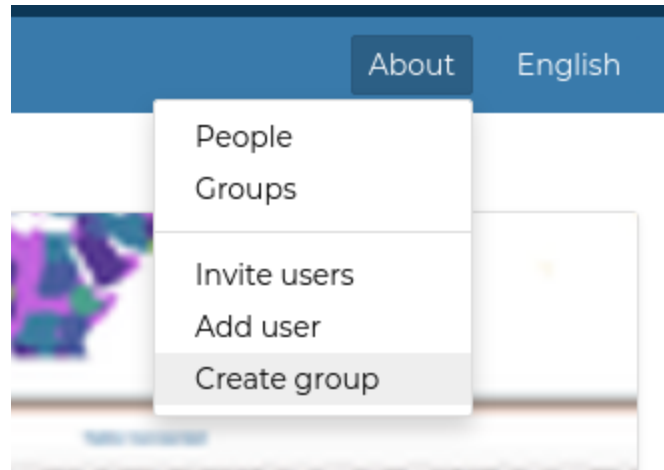 About English
People
Groups
Invite users
Add user
Create group